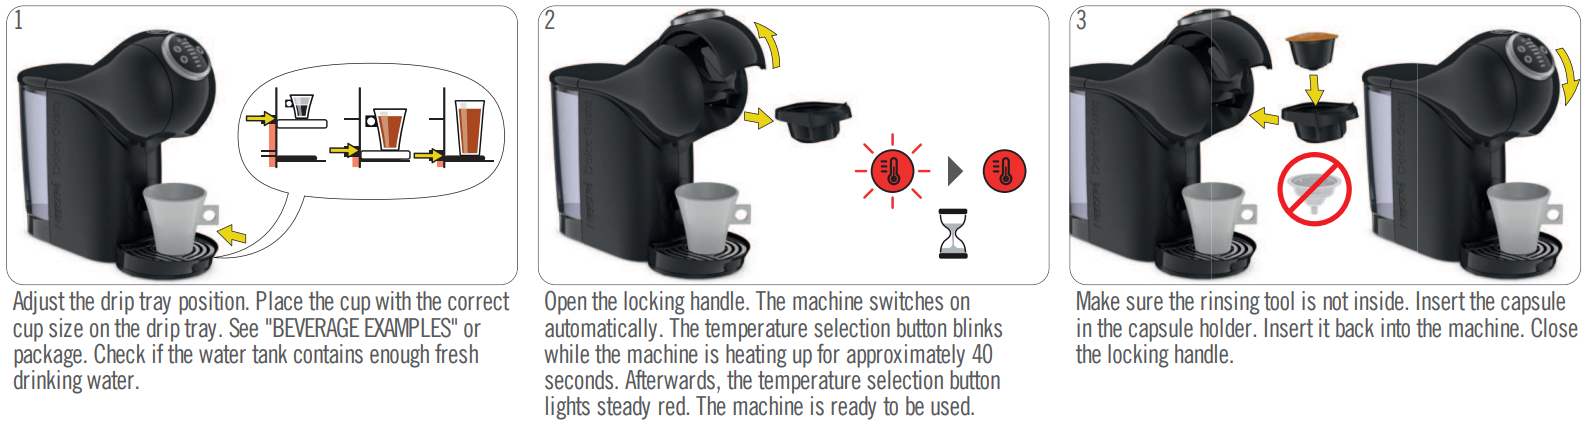 1
Adjust the drip tray position. Place the cup with the correct
cup size on the drip tray. See "BEVERAGE EXAMPLES" or
package. Check if the water tank contains enough fresh
drinking water.
2
Open the locking handle. The machine switches on
automatically. The temperature selection button blinks
while the machine is heating up for approximately 40
seconds. Afterwards, the temperature selection button
lights steady red. The machine is ready to be used.
3
Make sure the rinsing tool is not inside. Insert the capsule
in the capsule holder. Insert it back into the machine. Close
the locking handle.